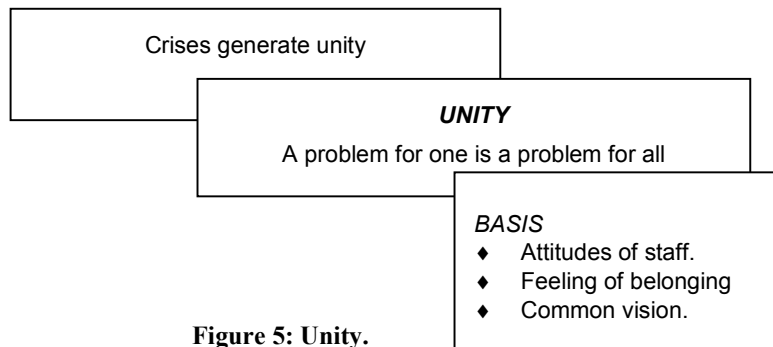 Crises generate unity
UNITY
A problem for one is a problem for all
BASIS
♦ Attitudes of staff.
♦ Feeling of belonging
♦ Common vision.
Figure 5: Unity.